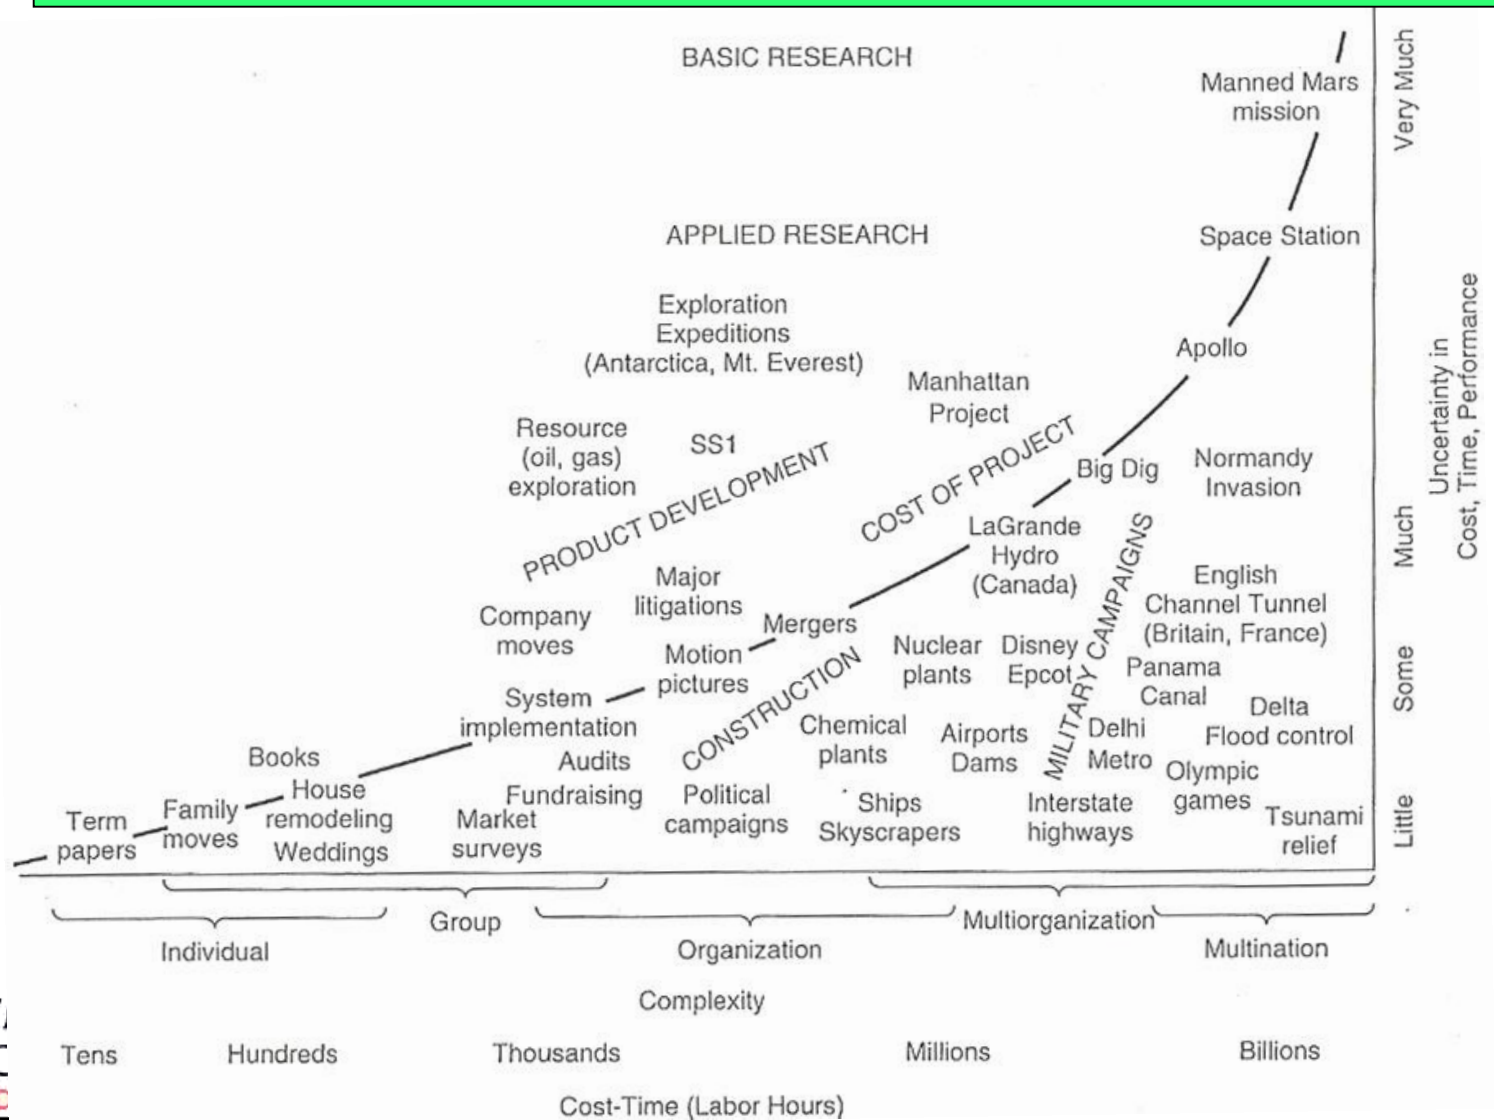 BASIC RESEARCH
Manned Mars
mission
APPLIED RESEARCH
Space Station
Exploration
Expeditions
(Antarctica, Mt. Everest)
Apollo
Manhattan
Project
Resource
(oil, gas)
exploration
SS1
PRODUCT DEVELOPMENT
COST OF PROJECT
Big Dig
Normandy
Invasion
LaGrande
Hydro
(Canada)
Major
litigations
Company
moves
Mergers
MILITARY CAMPAIGNS
English
Channel Tunnel
(Britain, France)
Motion
pictures
CONSTRUCTION
Nuclear
plants
Disney
Epcot
Panama
Canal
System
implementation
Chemical
plants
Airports
Dams
Delhi
Metro
Delta
Flood control
Books
Audits
Olympic
games
House
remodeling
Weddings
Fundraising
Family
moves
Term
papers
Market
surveys
Political
campaigns
Ships
Skyscrapers
Interstate
highways
Tsunami
relief
Very Much
Much
Some
Little
Uncertainty in
Cost, Time, Performance
Individual
Group
Organization
Multiorganization
Multination
Complexity
Tens
Hundreds
Thousands
Millions
Billions
Cost-Time (Labor Hours)